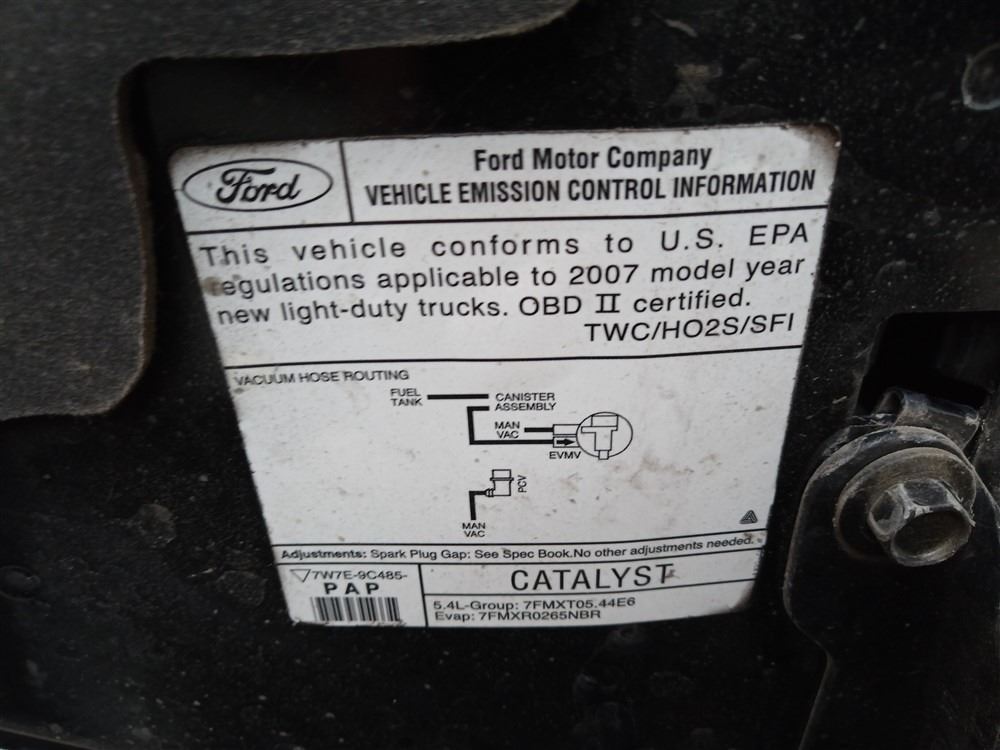 Ford
Ford Motor Company
VEHICLE EMISSION CONTROL INFORMATION
This vehicle conforms to U.S. EPA
regulations applicable to 2007 model year
new light-duty trucks. OBD II certified.
TWC/HO2S/SFI
VACUUM HOSE ROUTING
FUEL
TANK
CANISTER
ASSEMBLY
MAN
VAC
EVMV
PCV
MAN
VAC
Adjustments: Spark Plug Gap: See Spec Book.No other adjustments needed.
7W7E-9C485-
PAP
CATALYST
5.4L-Group: 7FMXT05.44E6
Evap: 7FMXR0265NBR